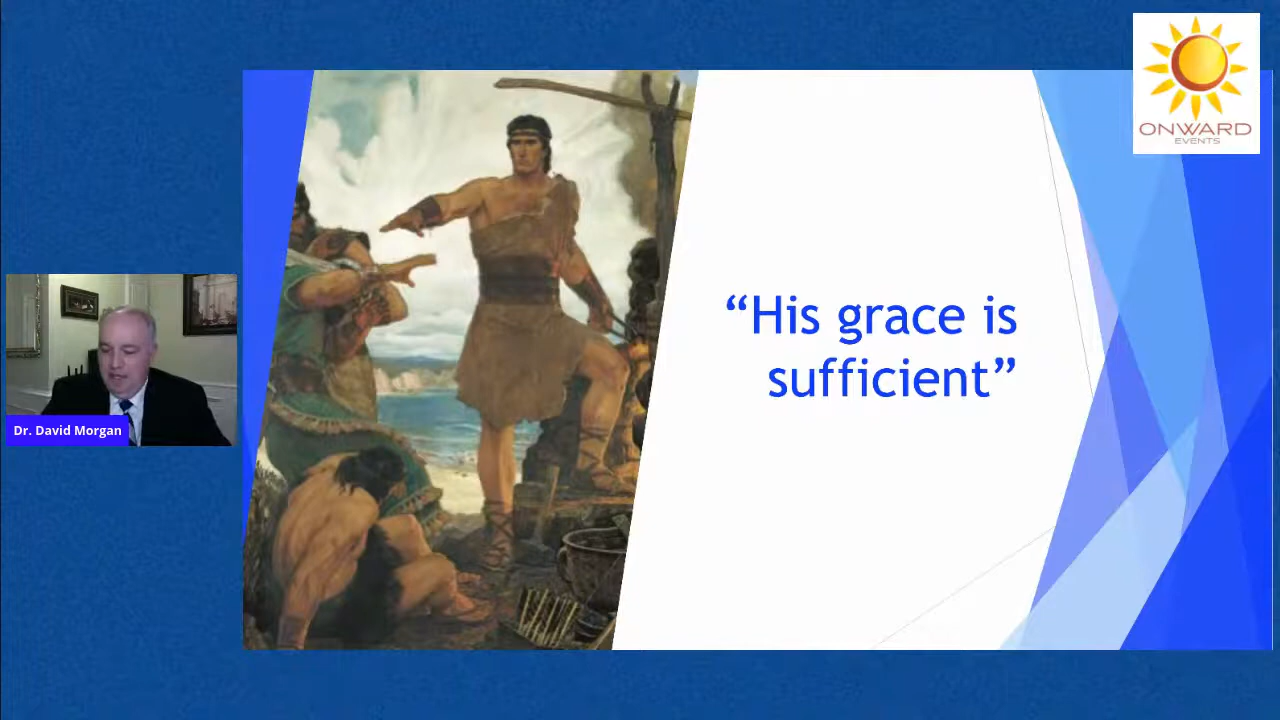 ONWARD
EVENTS
“His grace is
sufficient”
Dr. David Morgan